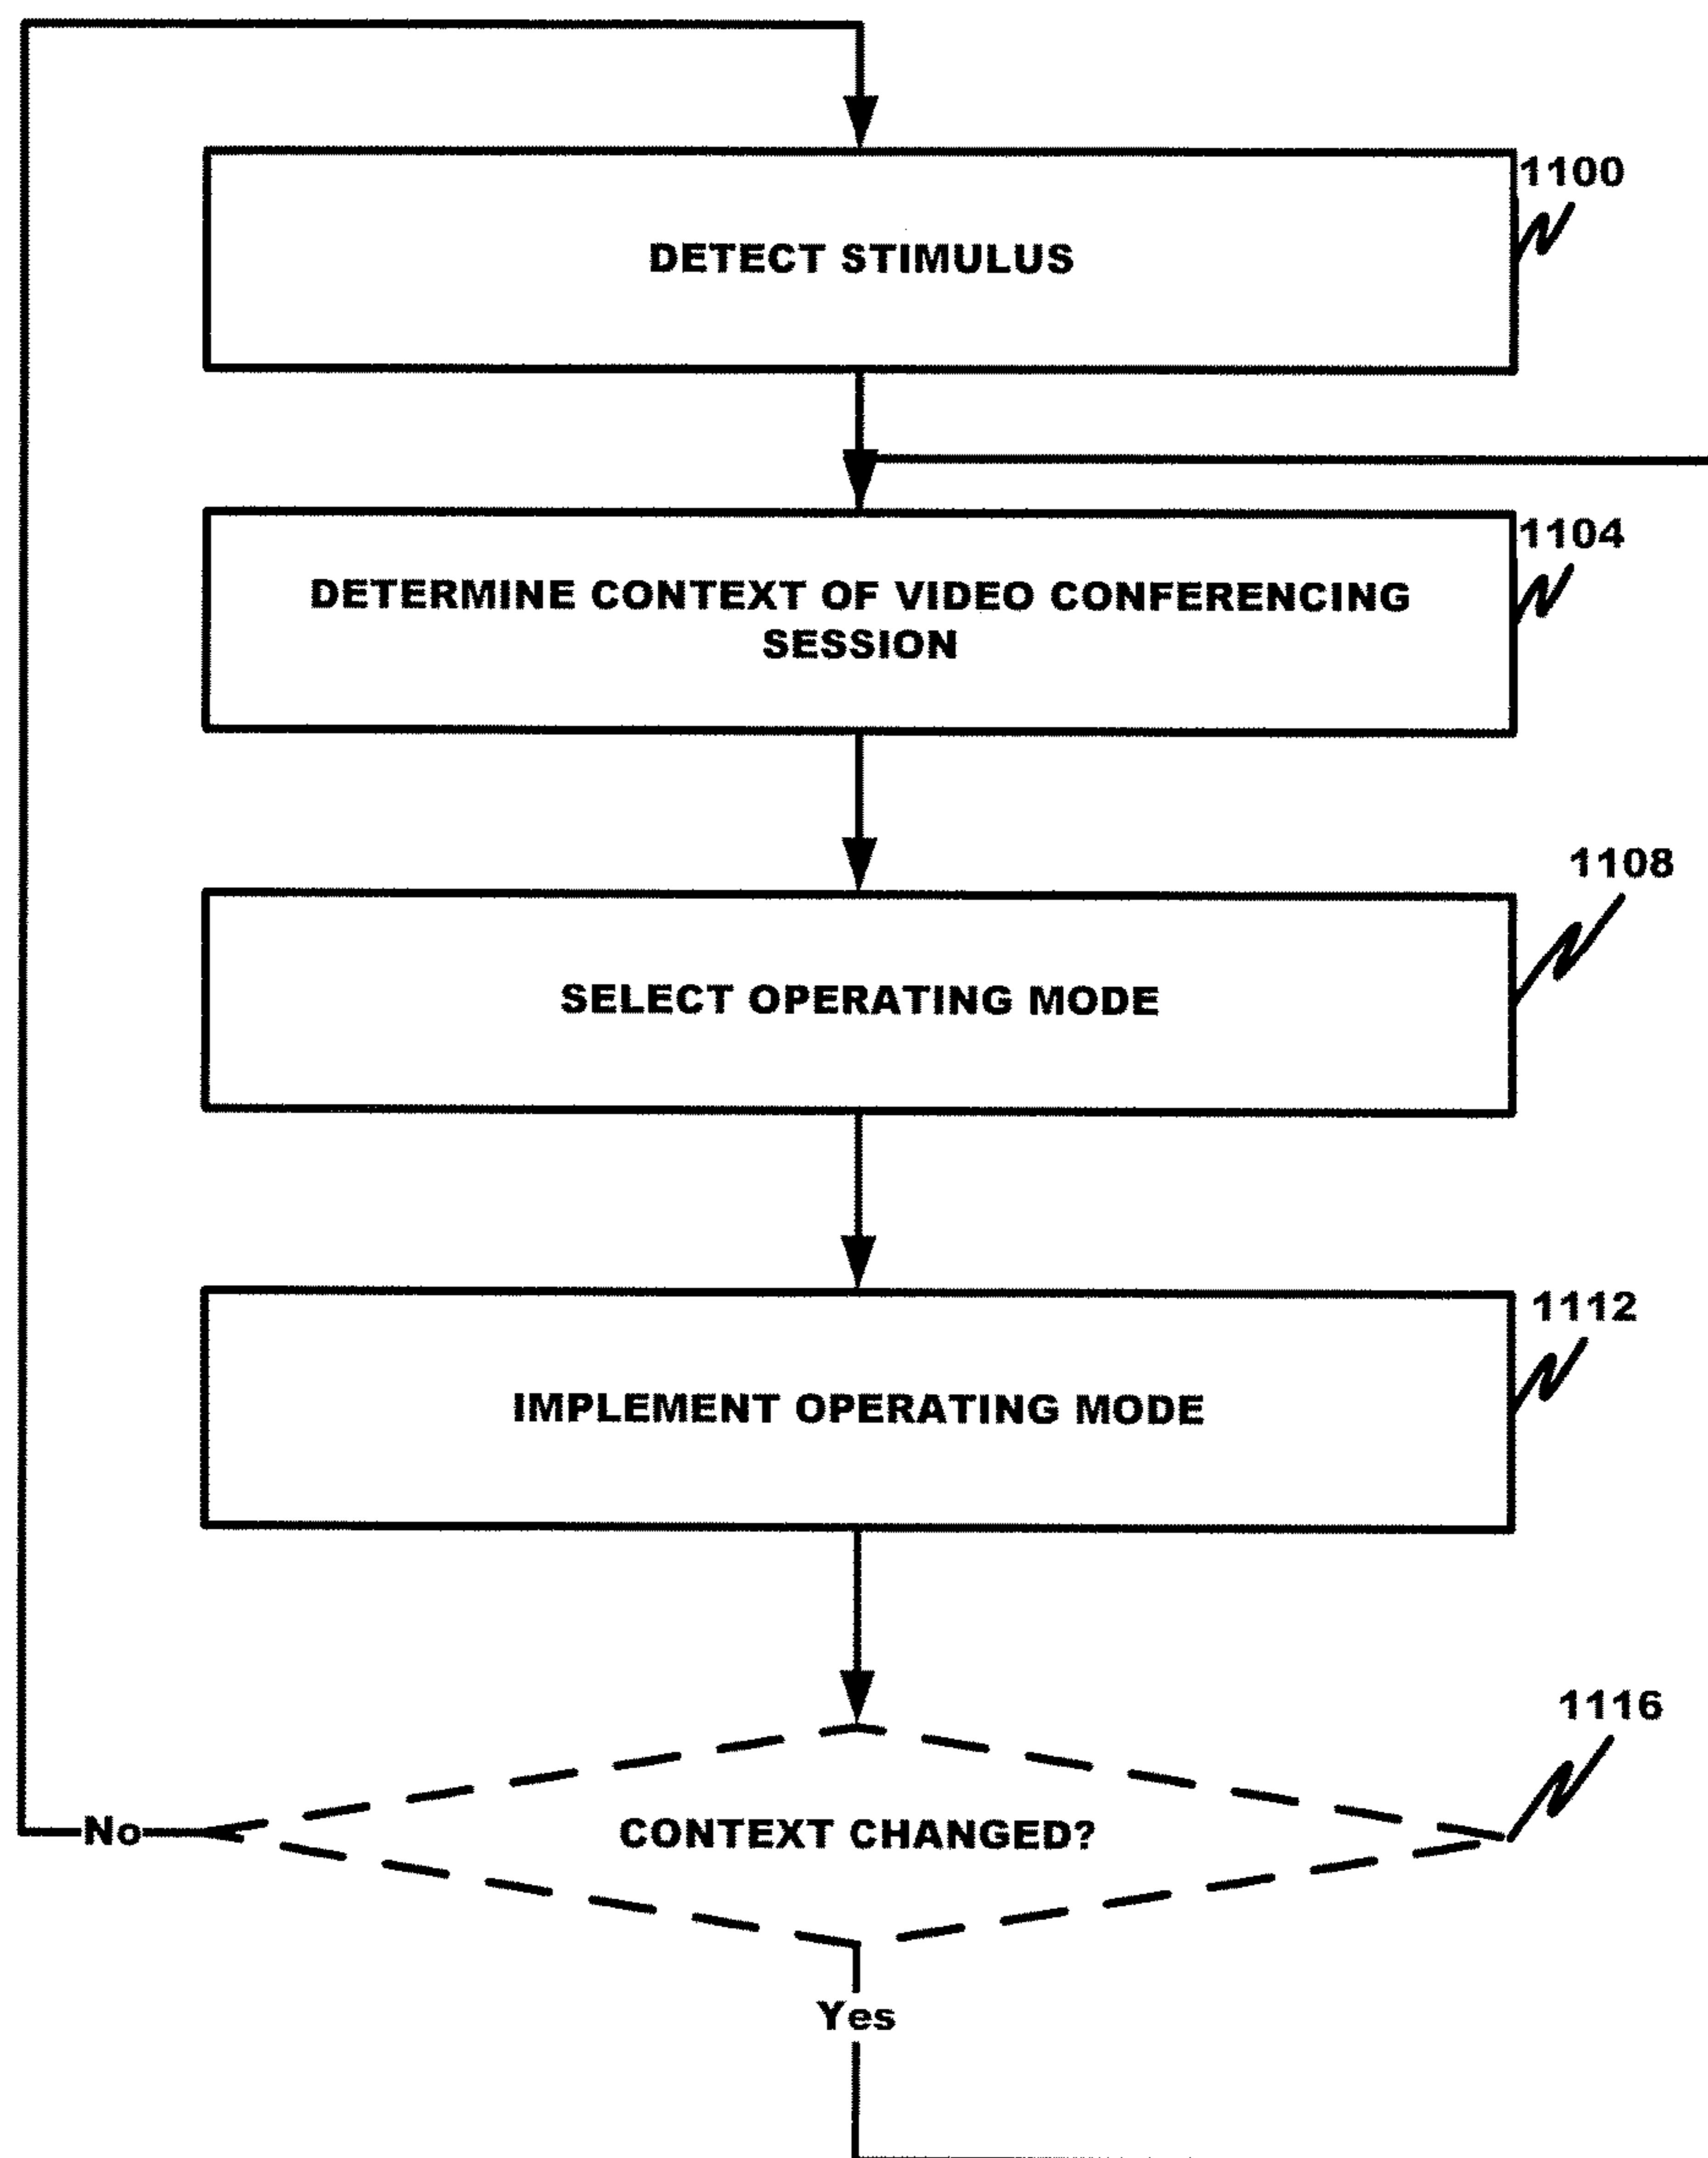 1100
DETECT STIMULUS
1104
DETERMINE CONTEXT OF VIDEO CONFERENCING
SESSION
1108
SELECT OPERATING MODE
1112
IMPLEMENT OPERATING MODE
1116
CONTEXT CHANGED?
No
Yes